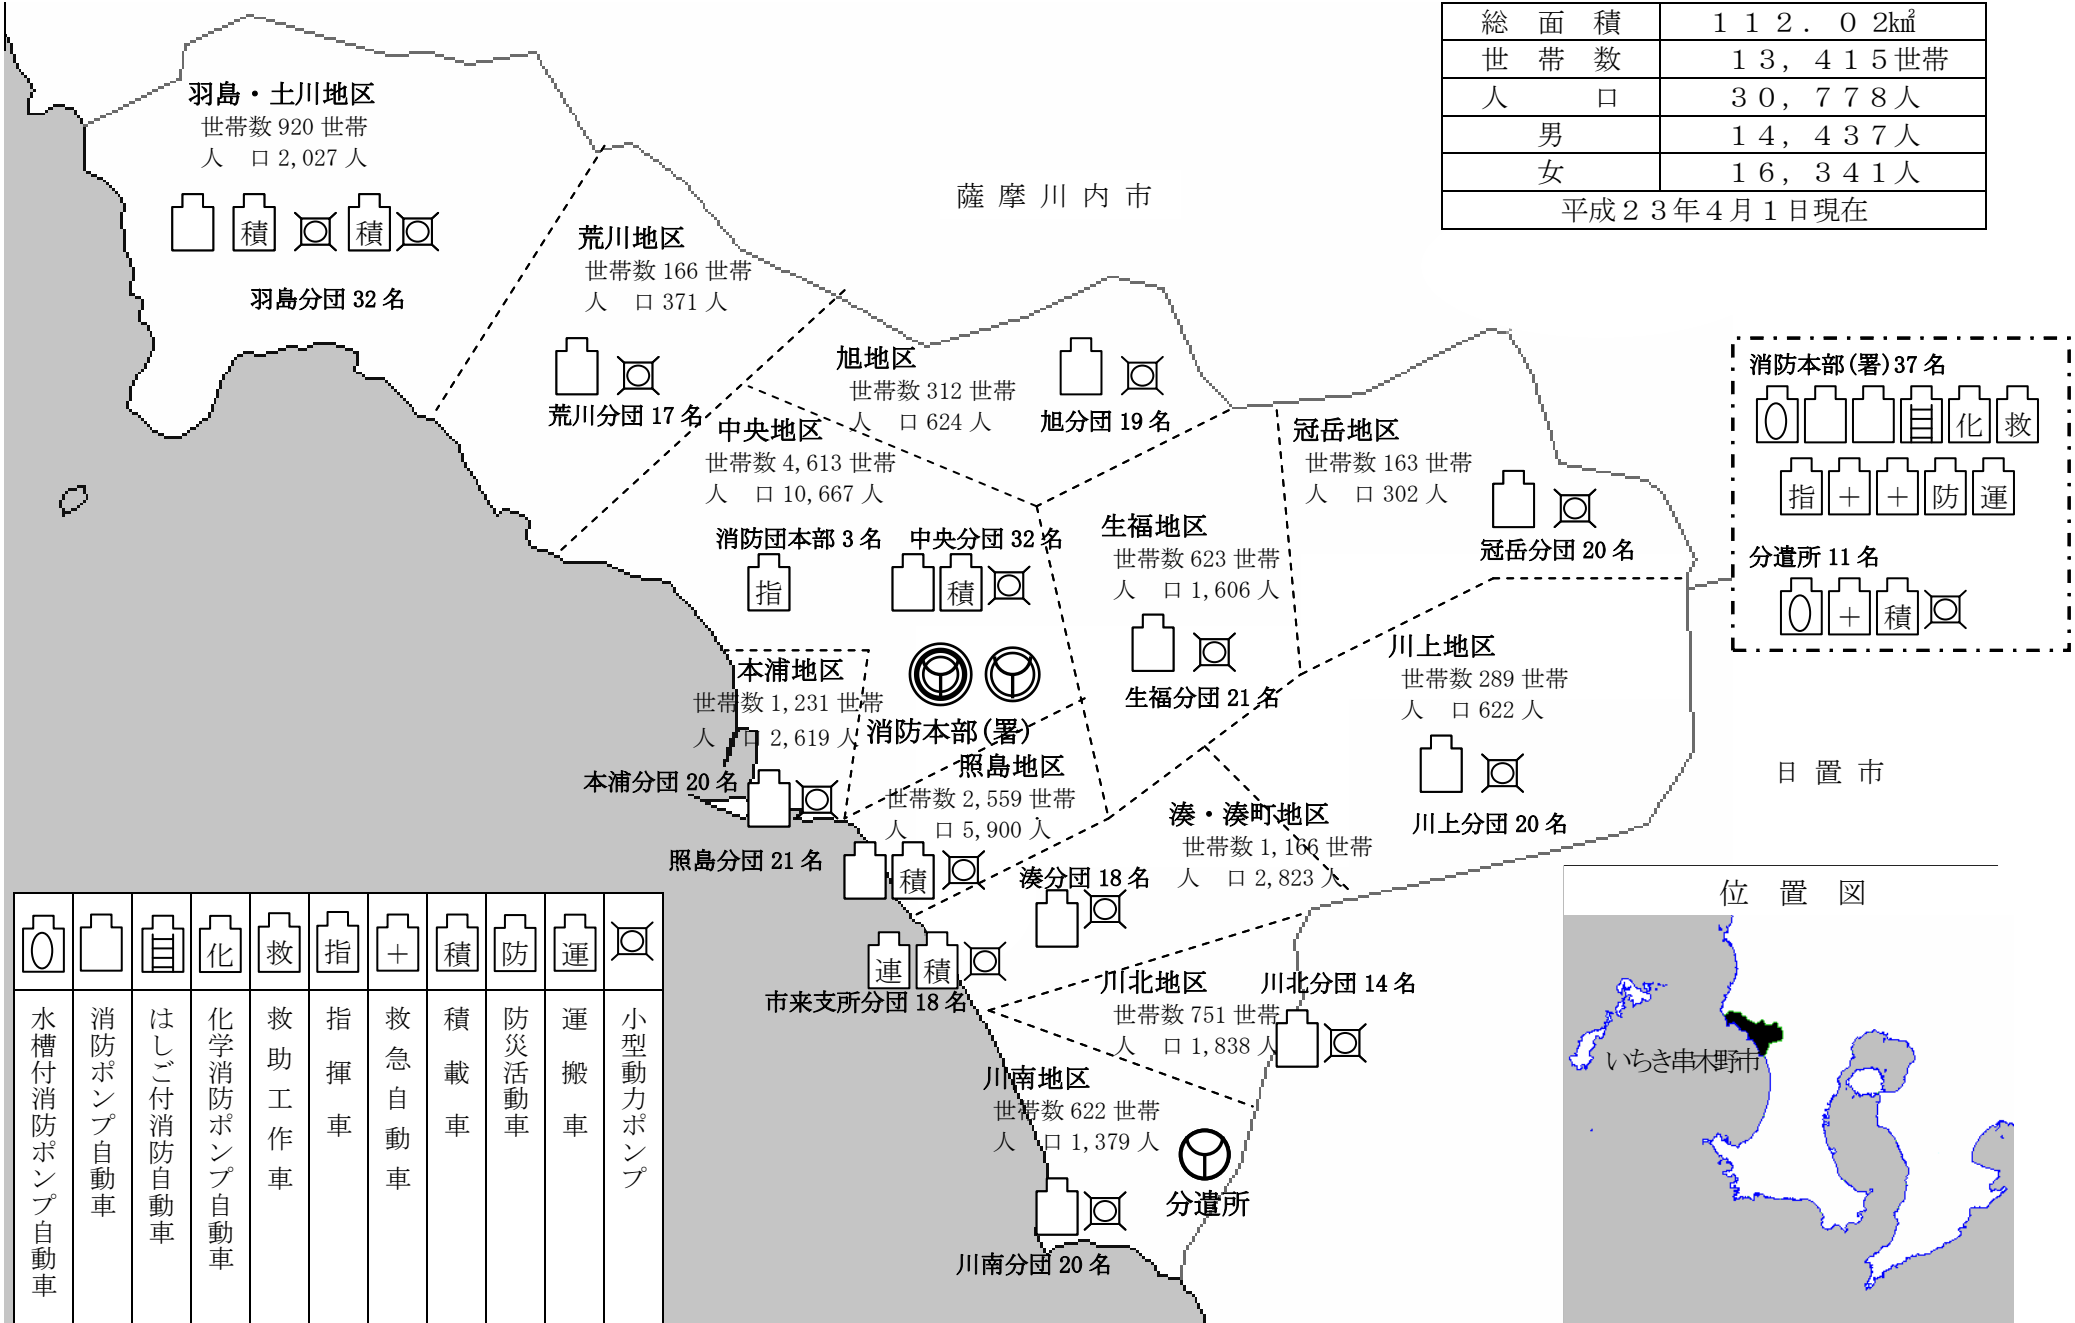 総　面　積　１１２．０２㎢
世　帯　数　１３，４１５世帯
人　　　口　３０，７７８人
男　１４，４３７人
女　１６，３４１人
平成２３年４月１日現在
羽島・土川地区
世帯数 920 世帯
人　口 2,027 人
積
積
羽島分団 32 名
薩 摩 川 内 市
荒川地区
世帯数 166 世帯
人　口 371 人
荒川分団 17 名
旭地区
世帯数 312 世帯
人　口 624 人
旭分団 19 名
中央地区
世帯数 4,613 世帯
人　口 10,667 人
消防団本部 3 名
指
中央分団 32 名
積
冠岳地区
世帯数 163 世帯
人　口 302 人
冠岳分団 20 名
生福地区
世帯数 623 世帯
人　口 1,606 人
生福分団 21 名
消防本部(署)37 名
化 救
指 ＋ ＋ 防 運
分遣所 11 名
＋ 積
川上地区
世帯数 289 世帯
人　口 622 人
川上分団 20 名
日 置 市
本浦地区
世帯数 1,231 世帯
人　口 2,619 人
本浦分団 20 名
消防本部(署)
照島地区
世帯数 2,559 世帯
人　口 5,900 人
照島分団 21 名
積
湊・湊町地区
世帯数 1,166 世帯
人　口 2,823 人
湊分団 18 名
連 積
市来支所分団 18 名
川北地区
世帯数 751 世帯
人　口 1,838 人
川北分団 14 名
川南地区
世帯数 622 世帯
人　口 1,379 人
分遣所
川南分団 20 名
化 救 指 ＋ 積 防 運
水槽付消防ポンプ自動車
消防ポンプ自動車
はしご付消防自動車
化学消防ポンプ自動車
救助工作車
指揮車
救急自動車
積載車
防災活動車
運搬車
小型動力ポンプ
位　置　図
いちき串木野市